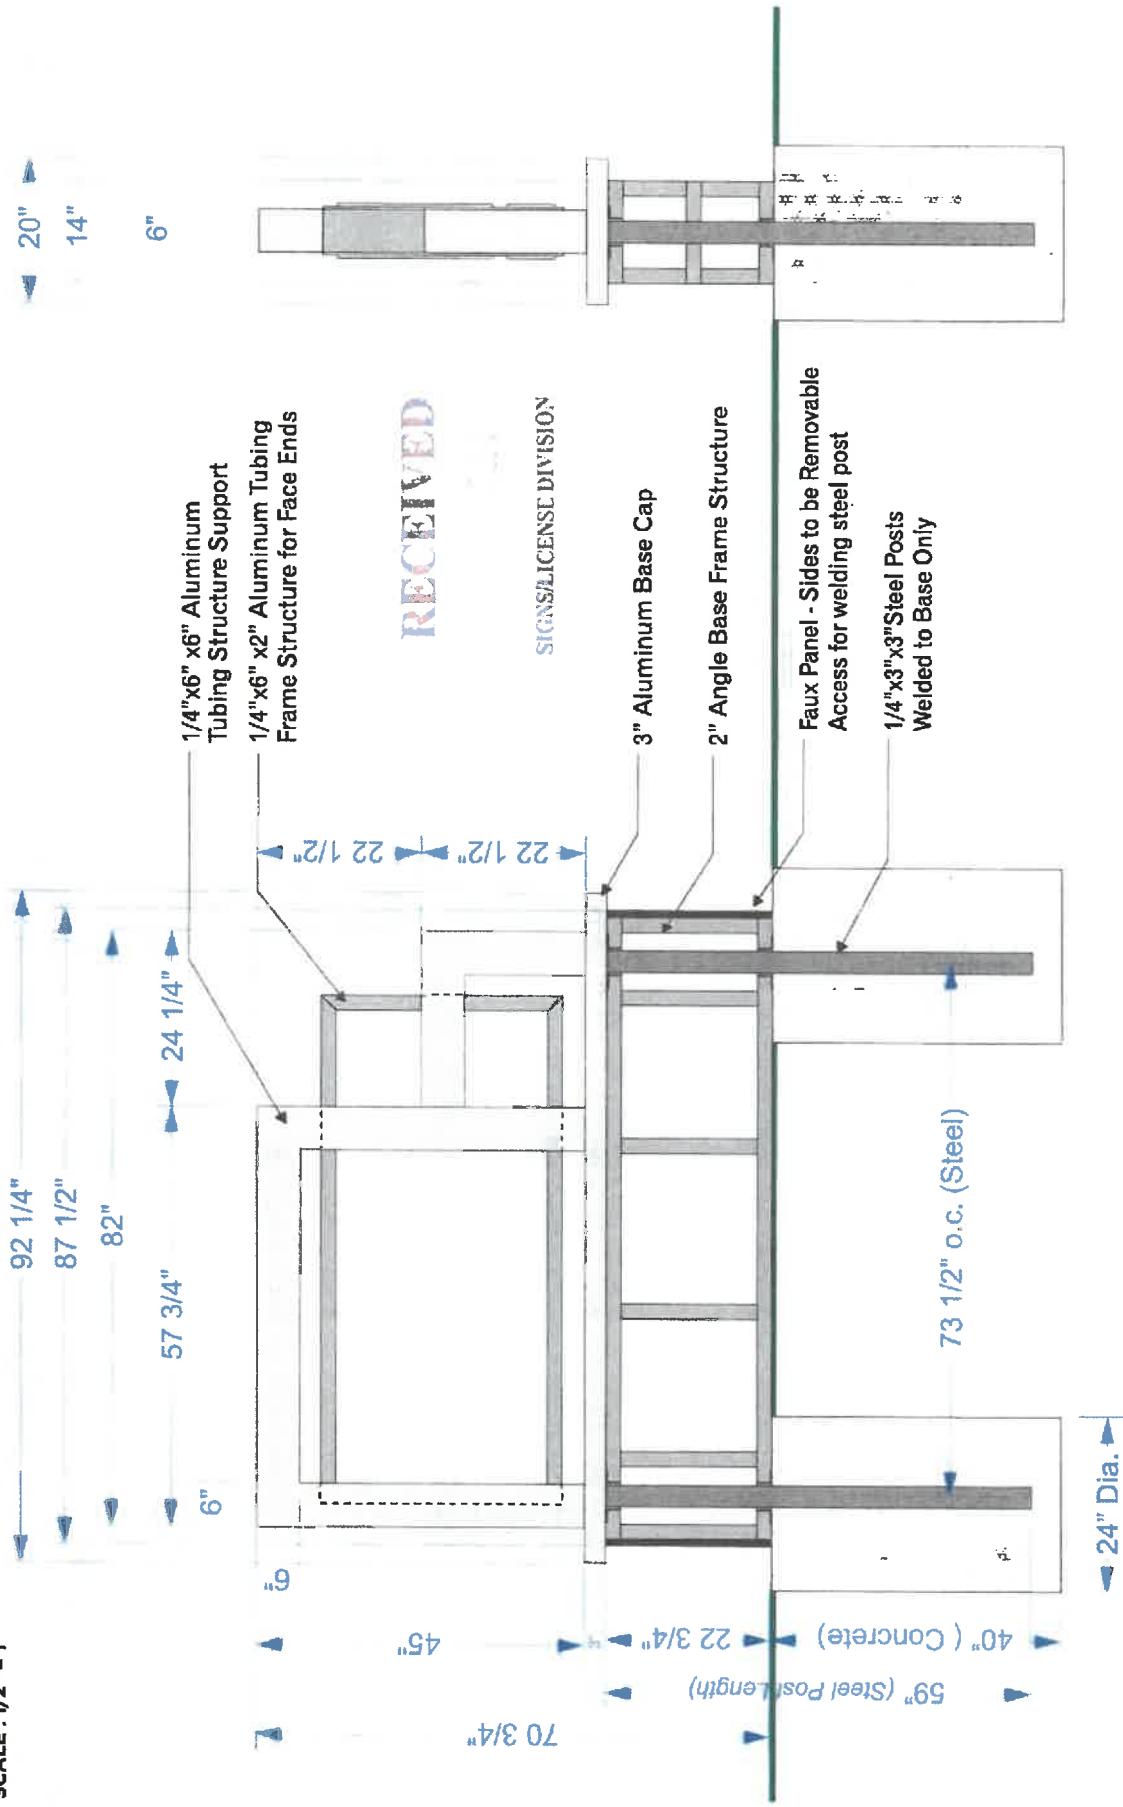 SCALE: 1/2"=1'
92 1/4"
87 1/2"
82"
57 3/4"
24 1/4"
6"
6"
20"
14"
6"
1/4"x6" x6" Aluminum
Tubing Structure Support
1/4"x6" x2" Aluminum Tubing
Frame Structure for Face Ends
22 1/2"
22 1/2"
RECEIVED
SIGNS/LICENSE DIVISION
3" Aluminum Base Cap
2" Angle Base Frame Structure
Faux Panel - Sides to be Removable
Access for welding steel post
1/4"x3"x3"Steel Posts
Welded to Base Only
45"
22 3/4"
40" ( Concrete)
59" (Steel Post Length)
70 3/4"
73 1/2" o.c. (Steel)
24" Dia.